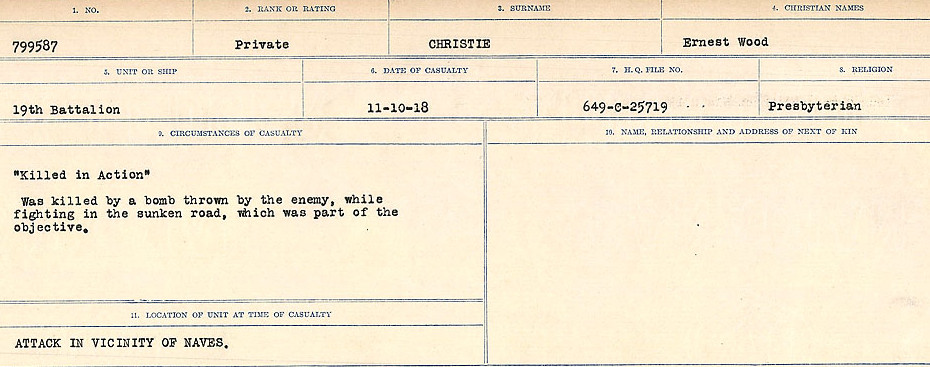 1. NO. 2. RANK OR RATING 3. SURNAME 4. CHRISTIAN NAMES
799587 Private CHRISTIE Ernest Wood
5. UNIT OR SHIP 6. DATE OF CASUALTY 7. H.Q. FILE NO. 8. RELIGION
19th Battalion 11-10-18 649-C-25719 Presbyterian
9. CIRCUMSTANCES OF CASUALTY 10. NAME, RELATIONSHIP AND ADDRESS OF NEXT OF KIN
"Killed in Action"
Was killed by a bomb thrown by the enemy, while
fighting in the sunken road, which was part of the
objective.
11. LOCATION OF UNIT AT TIME OF CASUALTY
ATTACK IN VICINITY OF NAVES.